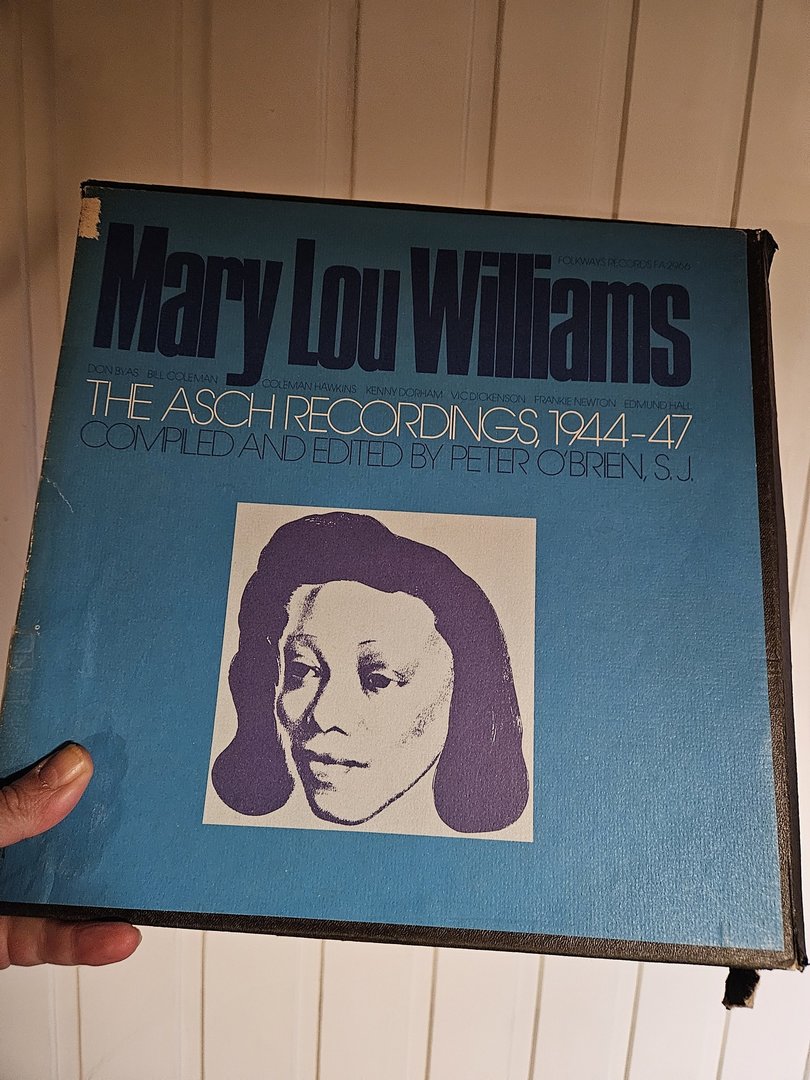 FOLKWAYS RECORDS FA 2966
Mary Lou Williams
DON BYAS BILL COLEMAN COLEMAN HAWKINS KENNY DORHAM VIC DICKENSON FRANKIE NEWTON EDMUND HALL
THE ASCH RECORDINGS, 1944-47
COMPILED AND EDITED BY PETER O'BRIEN, S.J.